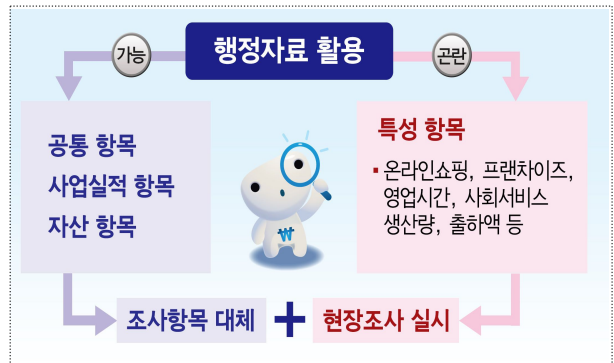 행정자료 활용
가능
곤란
공통 항목
사업실적 항목
자산 항목
특성 항목
▪온라인쇼핑, 프랜차이즈,
영업시간, 사회서비스
생산량, 출하액 등
₩
조사항목 대체
+
현장조사 실시